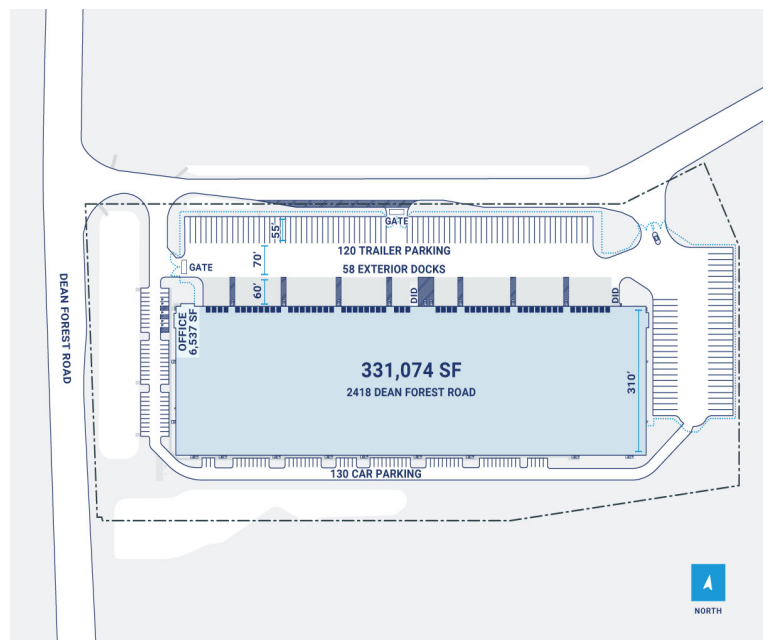 GATE
55'
120 TRAILER PARKING
70'
58 EXTERIOR DOCKS
GATE
60'
DID
DID
DEAN FOREST ROAD
OFFICE
6,537 SF
331,074 SF
2418 DEAN FOREST ROAD
310'
130 CAR PARKING
NORTH